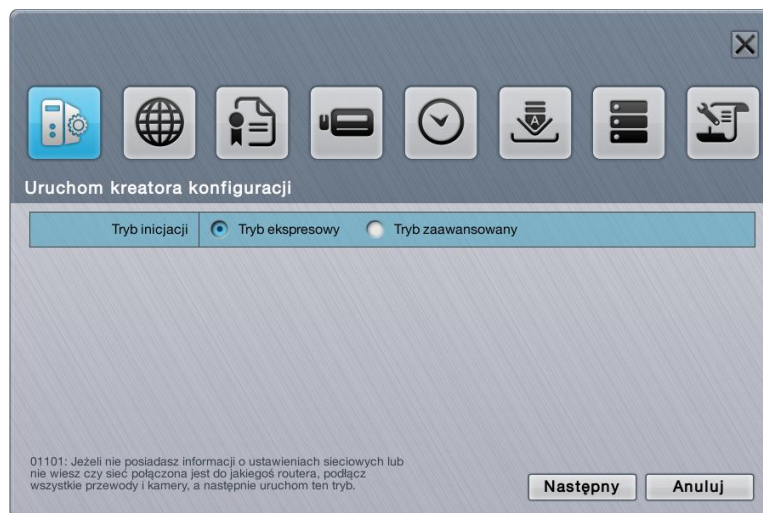 Uruchom kreatora konfiguracji
Tryb inicjacji Tryb ekspresowy Tryb zaawansowany
01101: Jeżeli nie posiadasz informacji o ustawieniach sieciowych lub
nie wiesz czy sieć połączona jest do jakiegoś routera, podłącz
wszystkie przewody i kamery, a następnie uruchom ten tryb.
Następny Anuluj